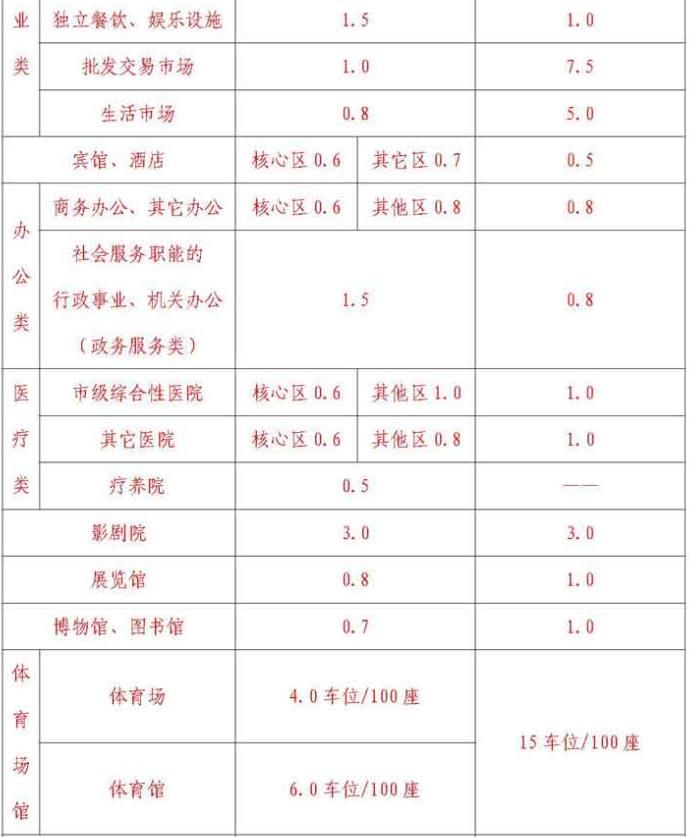 业类
独立餐饮、娱乐设施 1.5 1.0
批发交易市场 1.0 7.5
生活市场 0.8 5.0
宾馆、酒店 核心区 0.6 其它区 0.7 0.5
办公类
商务办公、其它办公 核心区 0.6 其他区 0.8 0.8
社会服务职能的
行政事业、机关办公 1.5 0.8
（政务服务类）
医疗类
市级综合性医院 核心区 0.6 其他区 1.0 1.0
其它医院 核心区 0.6 其他区 0.8 1.0
疗养院 0.5 ——
影剧院 3.0 3.0
展览馆 0.8 1.0
博物馆、图书馆 0.7 1.0
体育场馆
体育场 4.0 车位/100 座
15 车位/100 座
体育馆 6.0 车位/100 座